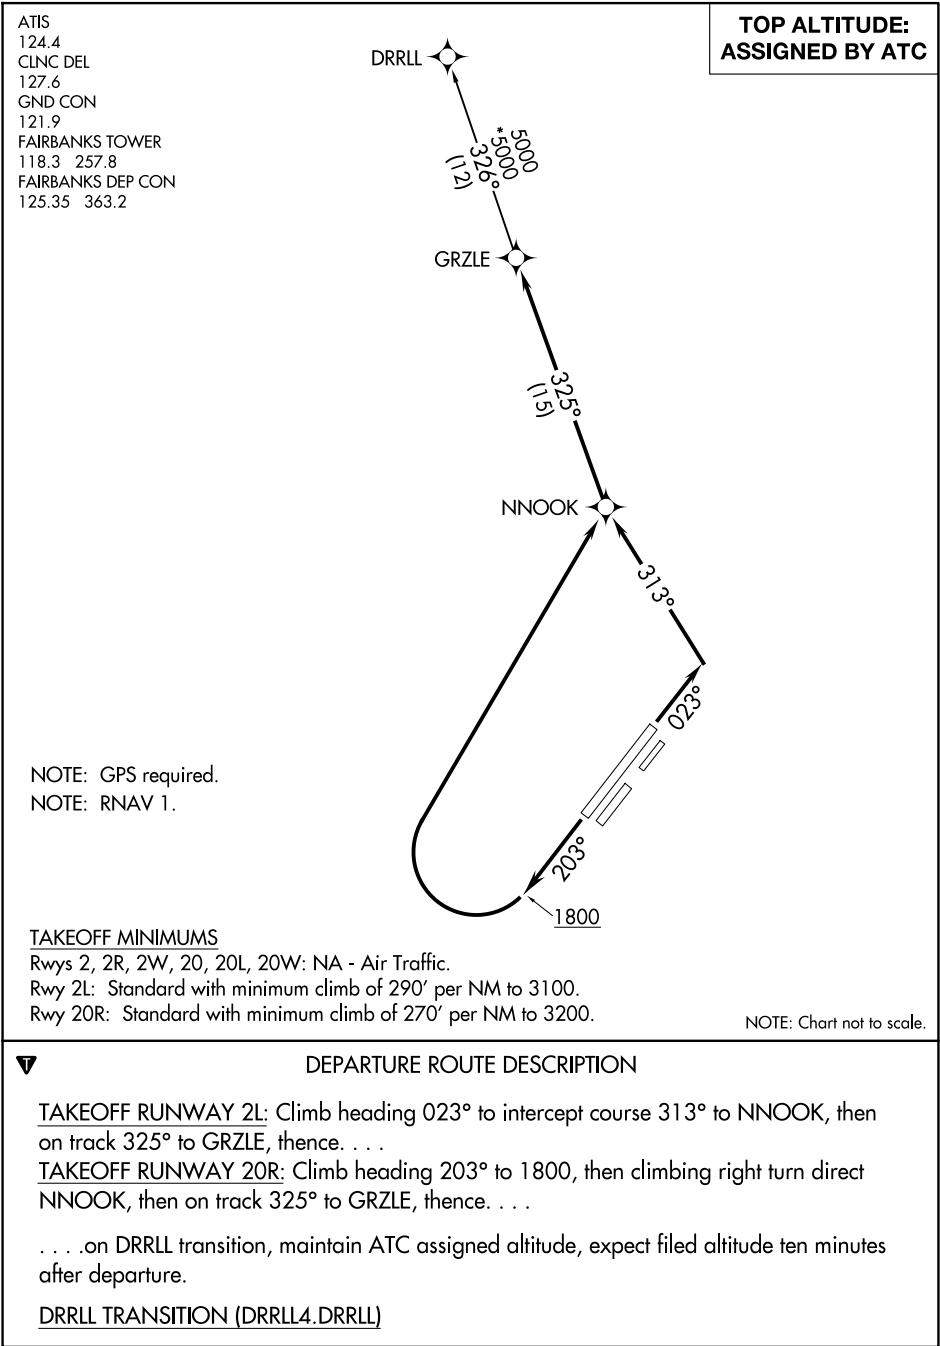 ATIS
124.4
CLNC DEL
127.6
GND CON
121.9
FAIRBANKS TOWER
118.3 257.8
FAIRBANKS DEP CON
125.35 363.2
TOP ALTITUDE:
ASSIGNED BY ATC
DRRLL
5000
*5000
326°
(12)
GRZLE
325°
(15)
NNOOK
313°
023°
203°
1800
NOTE: GPS required.
NOTE: RNAV 1.
TAKEOFF MINIMUMS
Rwys 2, 2R, 2W, 20, 20L, 20W: NA - Air Traffic.
Rwy 2L: Standard with minimum climb of 290' per NM to 3100.
Rwy 20R: Standard with minimum climb of 270' per NM to 3200.
NOTE: Chart not to scale.
T
DEPARTURE ROUTE DESCRIPTION
TAKEOFF RUNWAY 2L: Climb heading 023° to intercept course 313° to NNOOK, then
on track 325° to GRZLE, thence. . . .
TAKEOFF RUNWAY 20R: Climb heading 203° to 1800, then climbing right turn direct
NNOOK, then on track 325° to GRZLE, thence. . . .
. . . .on DRRLL transition, maintain ATC assigned altitude, expect filed altitude ten minutes
after departure.
DRRLL TRANSITION (DRRLL4.DRRLL)